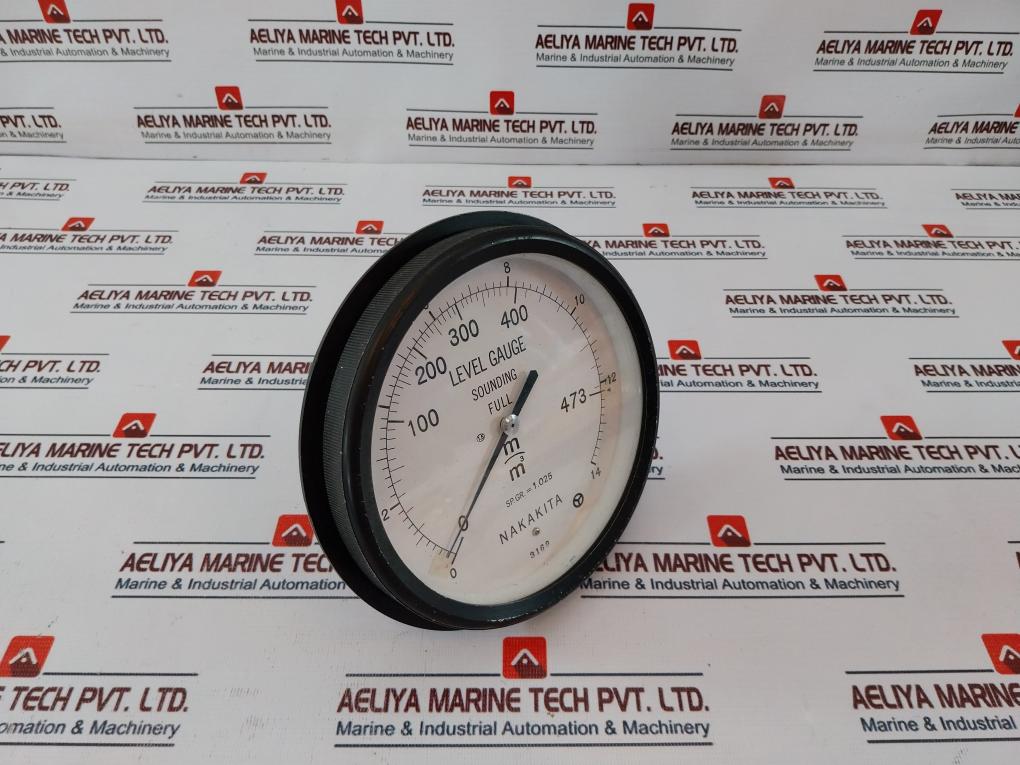 AELIYA MARINE TECH PVT. LTD.
Marine & Industrial Automation & Machinery
8
10
12
14
2
0
0
100
200
300
400
473
LEVEL GAUGE
SOUNDING
FULL
m
m³
SP.GR.=1.025
NAKAKITA